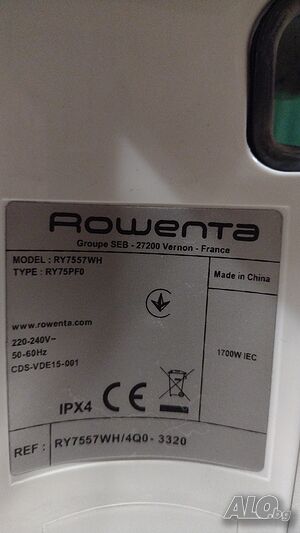 Rowenta
Groupe SEB - 27200 Vernon - France
MODEL : RY7557WH
TYPE : RY75PF0
Made in China
www.rowenta.com
220-240V~
50-60Hz
CDS-VDE15-001
1700W IEC
IPX4 CE
REF : RY7557WH/4Q0- 3320
ALO.bg